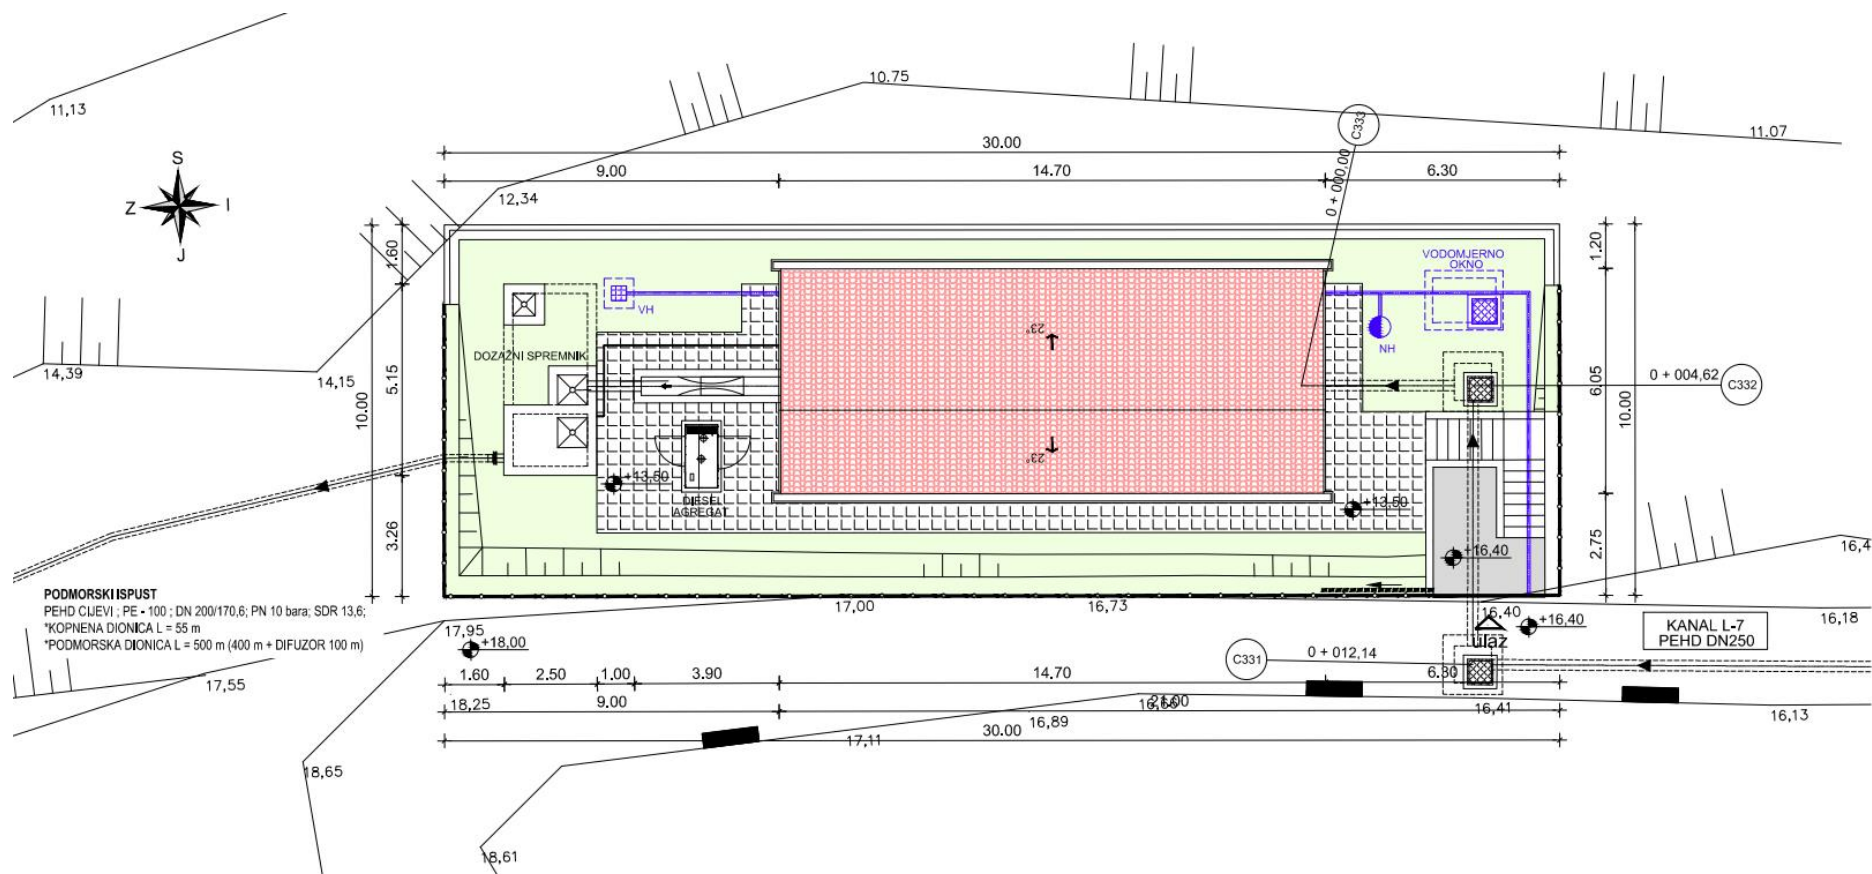 10.75
11,13
C333
11.07
30.00
S
9.00
14.70
6.30
0 + 000,00
12,34
Z
I
J
1.60
1.20
VODOMJERNO
OKNO
VH
23°
NH
DOZAŽNI SPREMNIK
14,39
14,15
5.15
10.00
6.05
10.00
0 + 004,62
C332
23°
+13,50
+13,50
DIESEL
AGREGAT
3.26
2.75
+16,40
16,4
PODMORSKI ISPUST
PEHD CIJEVI ; PE - 100 ; DN 200/170,6; PN 10 bara; SDR 13,6;
*KOPNENA DIONICA L = 55 m
*PODMORSKA DIONICA L = 500 m (400 m + DIFUZOR 100 m)
17,00
16,73
16.40
+16,40
16,18
17,95
+18,00
ulaz
KANAL L-7
PEHD DN250
C331
0 + 012,14
17,55
1.60
2.50
1.00
3.90
14.70
6.30
18,25
9.00
16,66
21.00
16,41
16,13
16,89
17,11
30.00
18,65
18,61